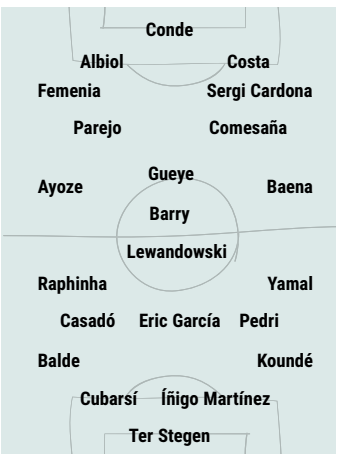 Conde
Albiol Costa
Femenia Sergi Cardona
Parejo Comesaña
Gueye
Ayoze Baena
Barry
Lewandowski
Raphinha Yamal
Casadó Eric García Pedri
Balde Koundé
Cubarsí Íñigo Martínez
Ter Stegen